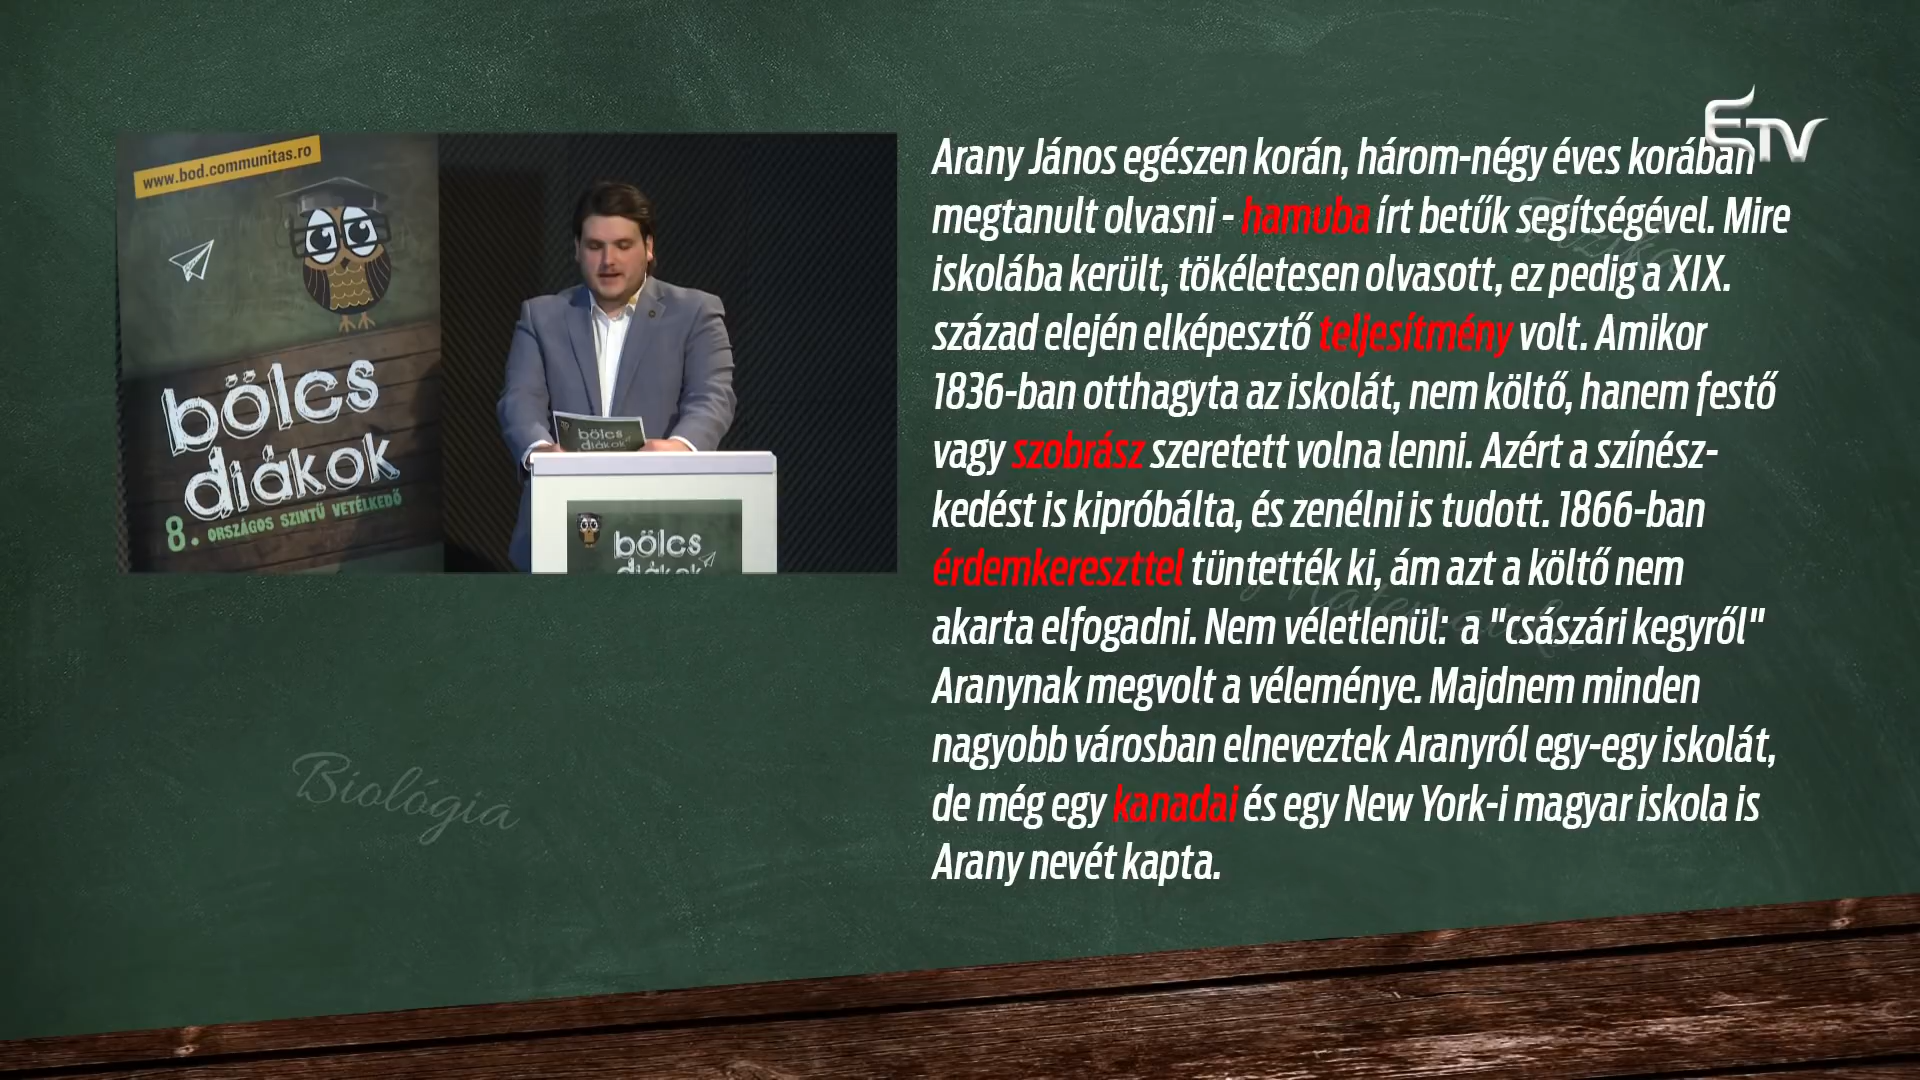 www.bod.communitas.ro
bölcs
diákok
8. ORSZÁGOS SZINTŰ VETÉLKEDŐ
bölcs
diákok
bölcs
diákok
Biológia
ETV
Arany János egészen korán, három-négy éves korában
megtanult olvasni - hamuba írt betűk segítségével. Mire
iskolába került, tökéletesen olvasott, ez pedig a XIX.
század elején elképesztő teljesítmény volt. Amikor
1836-ban otthagyta az iskolát, nem költő, hanem festő
vagy szobrász szeretett volna lenni. Azért a színész-
kedést is kipróbálta, és zenélni is tudott. 1866-ban
érdemkereszttel tüntették ki, ám azt a költő nem
akarta elfogadni. Nem véletlenül:  a "császári kegyről"
Aranynak megvolt a véleménye. Majdnem minden
nagyobb városban elneveztek Aranyról egy-egy iskolát,
de még egy kanadai és egy New York-i magyar iskola is
Arany nevét kapta.